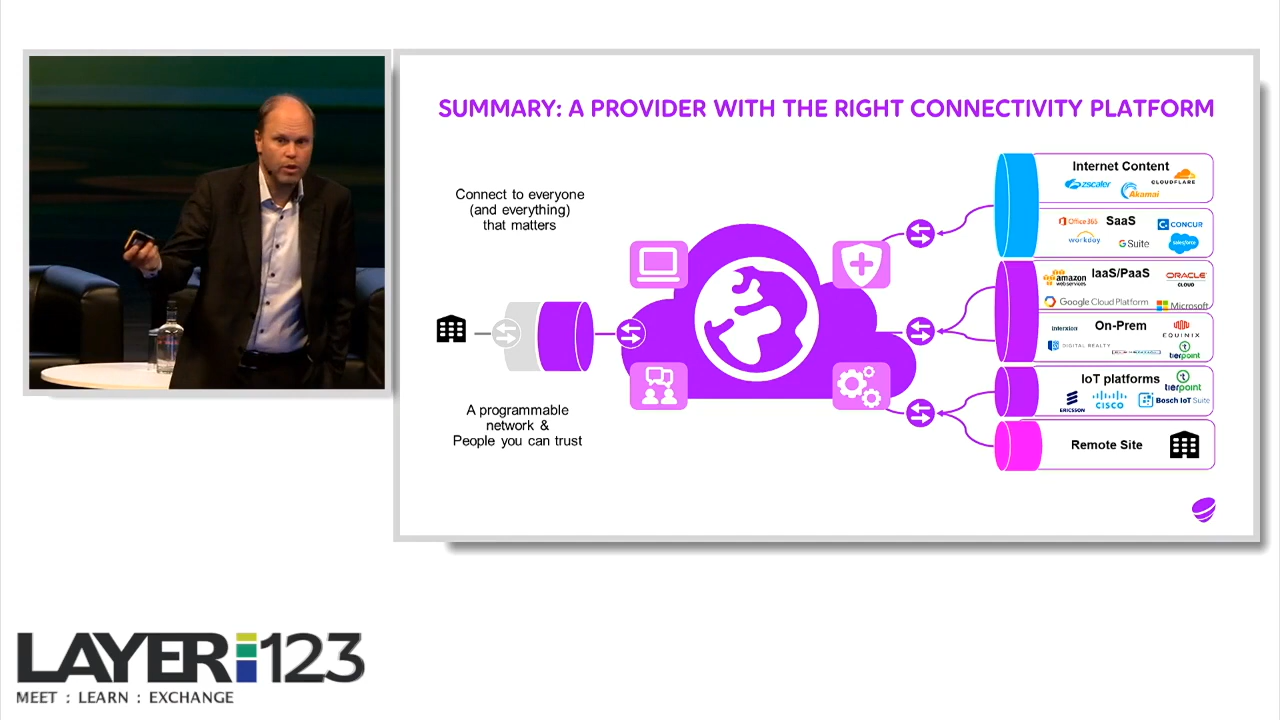 SUMMARY: A PROVIDER WITH THE RIGHT CONNECTIVITY PLATFORM
Connect to everyone
(and everything)
that matters
A programmable
network &
People you can trust
Internet Content
zscaler
Akamai
CLOUDFLARE
Office 365
SaaS
CONCUR
workday
G Suite
salesforce
amazon
webservices
IaaS/PaaS
ORACLE
CLOUD
Google Cloud Platform
Microsoft
interxion
On-Prem
EQUINIX
DIGITAL REALTY
tierpoint
IoT platforms
tierpoint
ERICSSON
CISCO
Bosch IoT Suite
Remote Site
LAYER 123
MEET : LEARN : EXCHANGE